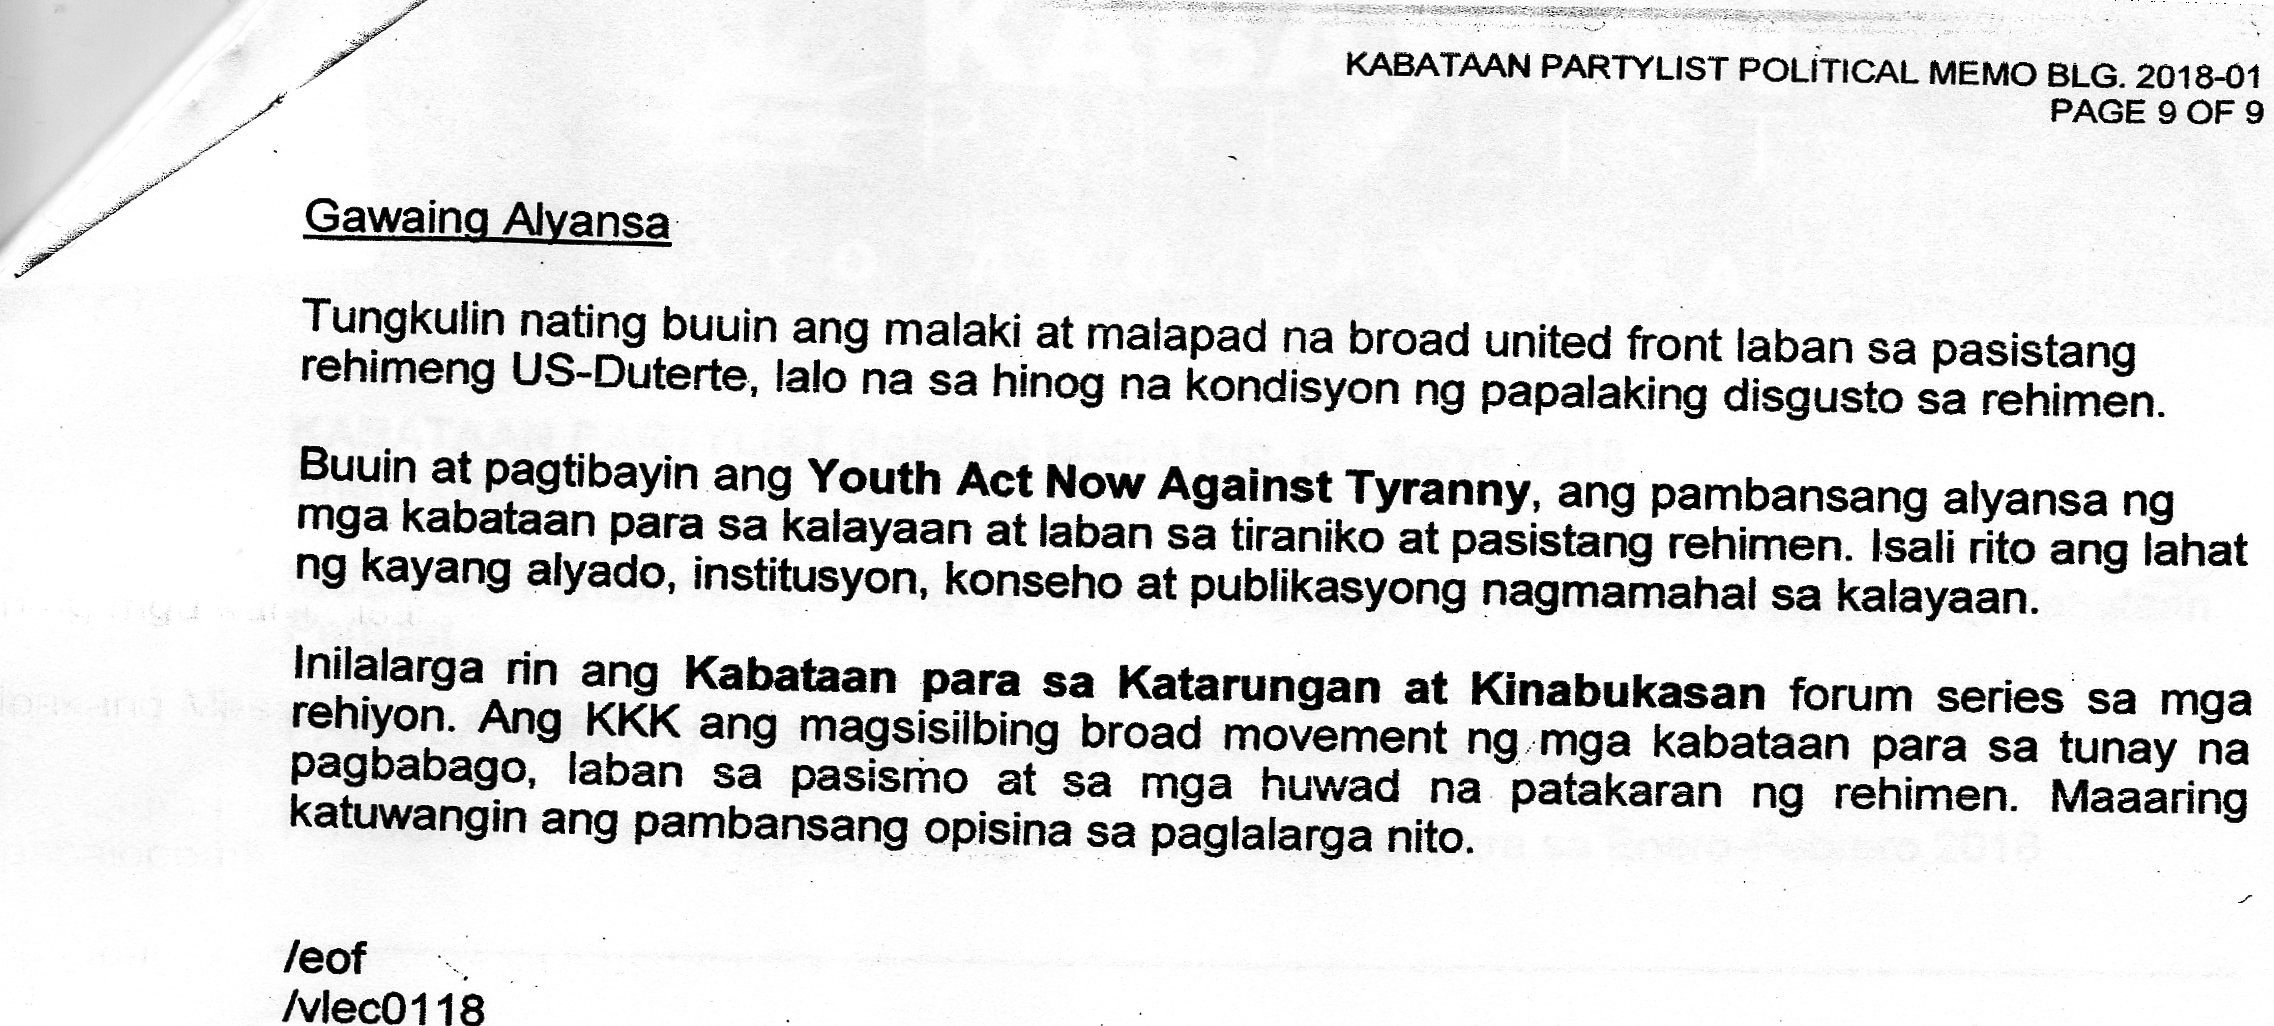 KABATAAN PARTYLIST POLITICAL MEMO BLG. 2018-01
PAGE 9 OF 9
Gawaing Alyansa
Tungkulin nating buuin ang malaki at malapad na broad united front laban sa pasistang
rehimeng US-Duterte, lalo na sa hinog na kondisyon ng papalaking disgusto sa rehimen.
Buuin at pagtibayin ang Youth Act Now Against Tyranny, ang pambansang alyansa ng
mga kabataan para sa kalayaan at laban sa tiraniko at pasistang rehimen. Isali rito ang lahat
ng kayang alyado, institusyon, konseho at publikasyong nagmamahal sa kalayaan.
Inilalarga rin ang Kabataan para sa Katarungan at Kinabukasan forum series sa mga
rehiyon. Ang KKK ang magsisilbing broad movement ng mga kabataan para sa tunay na
pagbabago, laban sa pasismo at sa mga huwad na patakaran ng rehimen. Maaaring
katuwangin ang pambansang opisina sa paglalarga nito.
/eof
/vlec0118